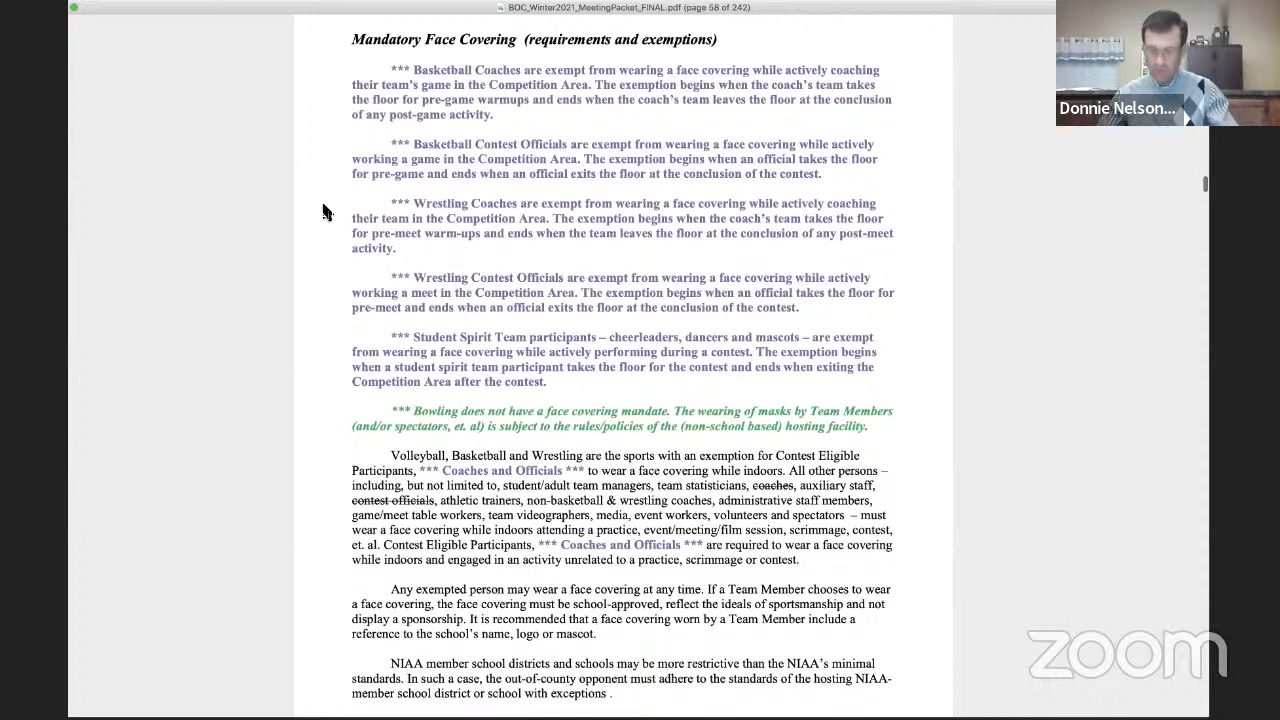 BOC_Winter2021_MeetingPacket_FINAL.pdf (page 58 of 242)
Mandatory Face Covering (requirements and exemptions)
*** Basketball Coaches are exempt from wearing a face covering while actively coaching
their team's game in the Competition Area. The exemption begins when the coach's team takes
the floor for pre-game warmups and ends when the coach's team leaves the floor at the conclusion
of any post-game activity.
*** Basketball Contest Officials are exempt from wearing a face covering while actively
working a game in the Competition Area. The exemption begins when an official takes the floor
for pre-game and ends when an official exits the floor at the conclusion of the contest.
*** Wrestling Coaches are exempt from wearing a face covering while actively coaching
their team in the Competition Area. The exemption begins when the coach's team takes the floor
for pre-meet warm-ups and ends when the team leaves the floor at the conclusion of any post-meet
activity.
*** Wrestling Contest Officials are exempt from wearing a face covering while actively
working a meet in the Competition Area. The exemption begins when an official takes the floor for
pre-meet and ends when an official exits the floor at the conclusion of the contest.
*** Student Spirit Team participants – cheerleaders, dancers and mascots – are exempt
from wearing a face covering while actively performing during a contest. The exemption begins
when a student spirit team participant takes the floor for the contest and ends when exiting the
Competition Area after the contest.
*** Bowling does not have a face covering mandate. The wearing of masks by Team Members
(and/or spectators, et. al) is subject to the rules/policies of the (non-school based) hosting facility.
Volleyball, Basketball and Wrestling are the sports with an exemption for Contest Eligible
Participants, *** Coaches and Officials *** to wear a face covering while indoors. All other persons –
including, but not limited to, student/adult team managers, team statisticians, coaches, auxiliary staff,
contest officials, athletic trainers, non-basketball & wrestling coaches, administrative staff members,
game/meet table workers, team videographers, media, event workers, volunteers and spectators – must
wear a face covering while indoors attending a practice, event/meeting/film session, scrimmage, contest,
et. al. Contest Eligible Participants, *** Coaches and Officials *** are required to wear a face covering
while indoors and engaged in an activity unrelated to a practice, scrimmage or contest.
Any exempted person may wear a face covering at any time. If a Team Member chooses to wear
a face covering, the face covering must be school-approved, reflect the ideals of sportsmanship and not
display a sponsorship. It is recommended that a face covering worn by a Team Member include a
reference to the school's name, logo or mascot.
NIAA member school districts and schools may be more restrictive than the NIAA's minimal
standards. In such a case, the out-of-county opponent must adhere to the standards of the hosting NIAA-
member school district or school with exceptions .
Donnie Nelson...
zoom